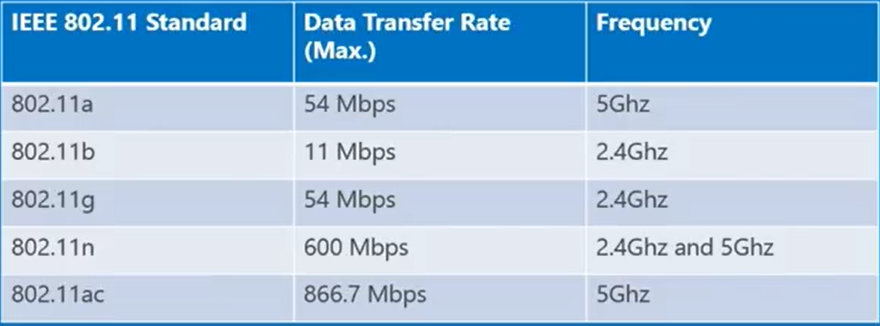 IEEE 802.11 Standard
Data Transfer Rate
(Max.)
Frequency
802.11a
54 Mbps
5Ghz
802.11b
11 Mbps
2.4Ghz
802.11g
54 Mbps
2.4Ghz
802.11n
600 Mbps
2.4Ghz and 5Ghz
802.11ac
866.7 Mbps
5Ghz